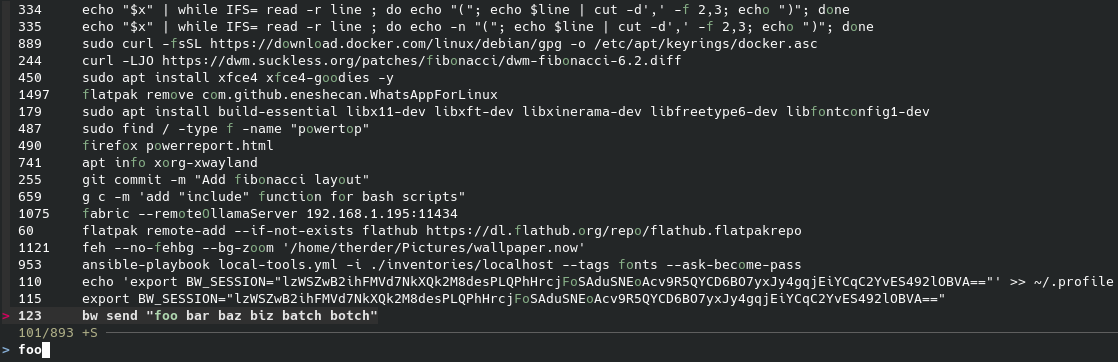 334 echo "$x" | while IFS= read -r line ; do echo "("; echo $line | cut -d',' -f 2,3; echo ")"; done
335 echo "$x" | while IFS= read -r line ; do echo -n "("; echo $line | cut -d',' -f 2,3; echo ")"; done
889 sudo curl -fsSL https://download.docker.com/linux/debian/gpg -o /etc/apt/keyrings/docker.asc
244 curl -LJO https://dwm.suckless.org/patches/fibonacci/dwm-fibonacci-6.2.diff
450 sudo apt install xfce4 xfce4-goodies -y
1497 flatpak remove com.github.eneshecan.WhatsAppForLinux
179 sudo apt install build-essential libx11-dev libxft-dev libxinerama-dev libfreetype6-dev libfontconfig1-dev
487 sudo find / -type f -name "powertop"
490 firefox powerreport.html
741 apt info xorg-xwayland
255 git commit -m "Add fibonacci layout"
659 g c -m 'add "include" function for bash scripts"
1075 fabric --remoteOllamaServer 192.168.1.195:11434
60 flatpak remote-add --if-not-exists flathub https://dl.flathub.org/repo/flathub.flatpakrepo
1121 feh --no-fehbg --bg-zoom '/home/therder/Pictures/wallpaper.now'
953 ansible-playbook local-tools.yml -i ./inventories/localhost --tags fonts --ask-become-pass
110 echo 'export BW_SESSION="lzWSZwB2ihFMVd7NkXQk2M8desPLQPhHrcjFoSAduSNEoAcv9R5QYCD6BO7yxJy4gqjEiYCqC2YvES492lOBVA=="' >> ~/.profile
115 export BW_SESSION="lzWSZwB2ihFMVd7NkXQk2M8desPLQPhHrcjFoSAduSNEoAcv9R5QYCD6BO7yxJy4gqjEiYCqC2YvES492lOBVA=="
> 123 bw send "foo bar baz biz batch botch"
101/893 +S
> foo